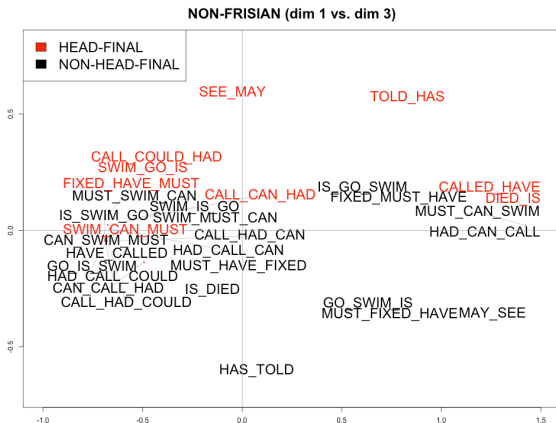 NON-FRISIAN (dim 1 vs. dim 3)
HEAD-FINAL
NON-HEAD-FINAL
SEE_MAY
TOLD_HAS
0.5
CALL_COULD_HAD
SWIM_GO_IS
FIXED_HAVE_MUST
MUST_SWIM_CAN
CALL_CAN_HAD
IS_GO_SWIM
CALLED_HAVE
FIXED_MUST_HAVE
DIED_IS
SWIM_IS_GO
MUST_CAN_SWIM
IS_SWIM_GO
SWIM_MUST_CAN
0.0
SWIM_CAN_MUST
HAD_CAN_CALL
CALL_HAD_CAN
CAN_SWIM_MUST
HAD_CALL_CAN
HAVE_CALLED
GO_IS_SWIM
MUST_HAVE_FIXED
HAD_CALL_COULD
CAN_CALL_HAD
IS_DIED
CALL_HAD_COULD
GO_SWIM_IS
MUST_FIXED_HAVE
MAY_SEE
-0.5
HAS_TOLD
-1.0 -0.5 0.0 0.5 1.0 1.5